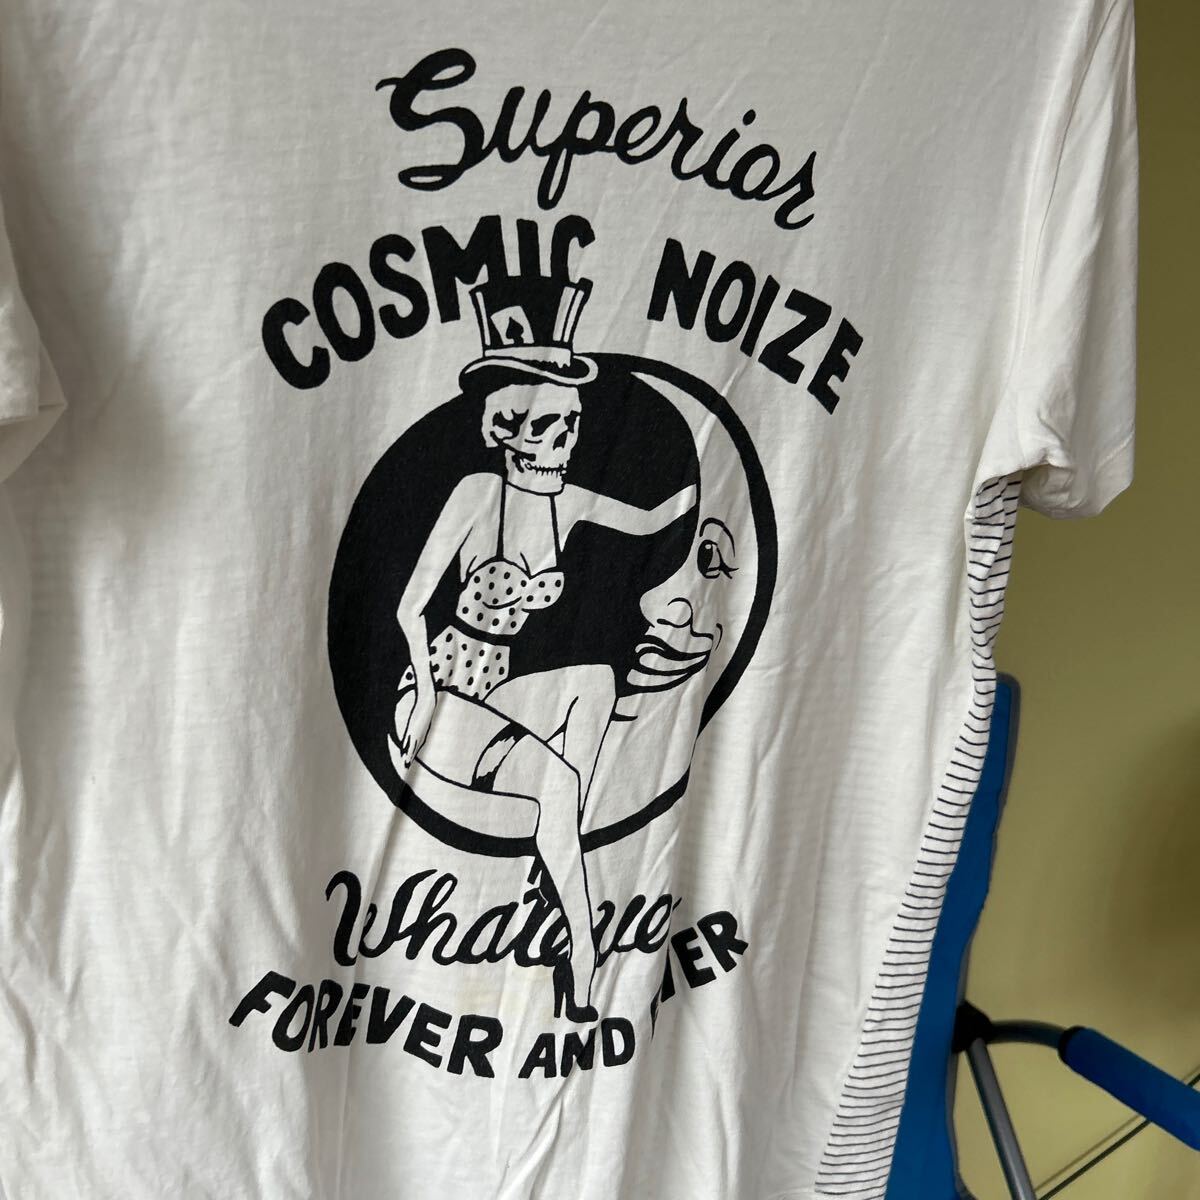 Superior
COSMIC NOIZE
Whatever
FOREVER AND EVER